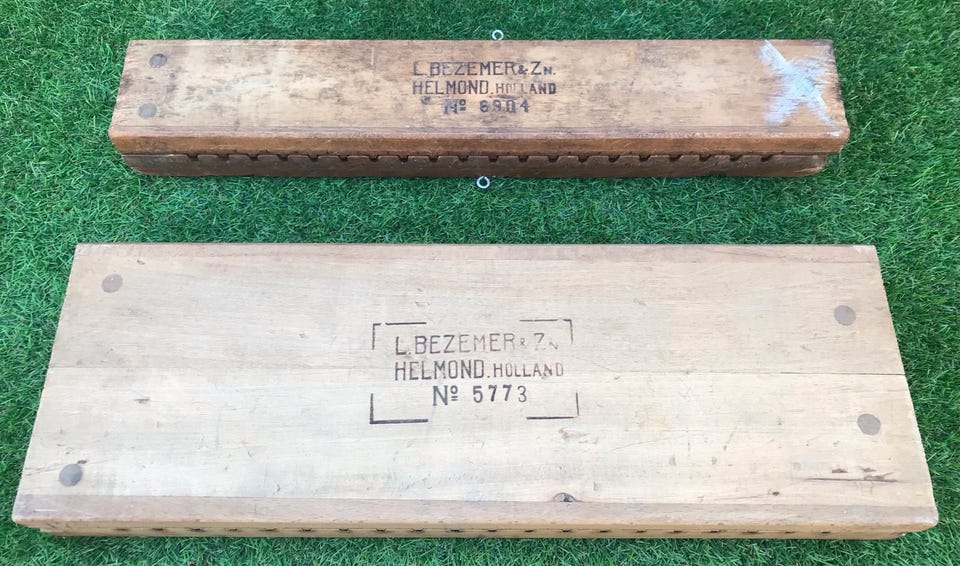 L. BEZEMER & ZN.
HELMOND. HOLLAND
Nº 6904
L. BEZEMER & ZN
HELMOND. HOLLAND
Nº 5773